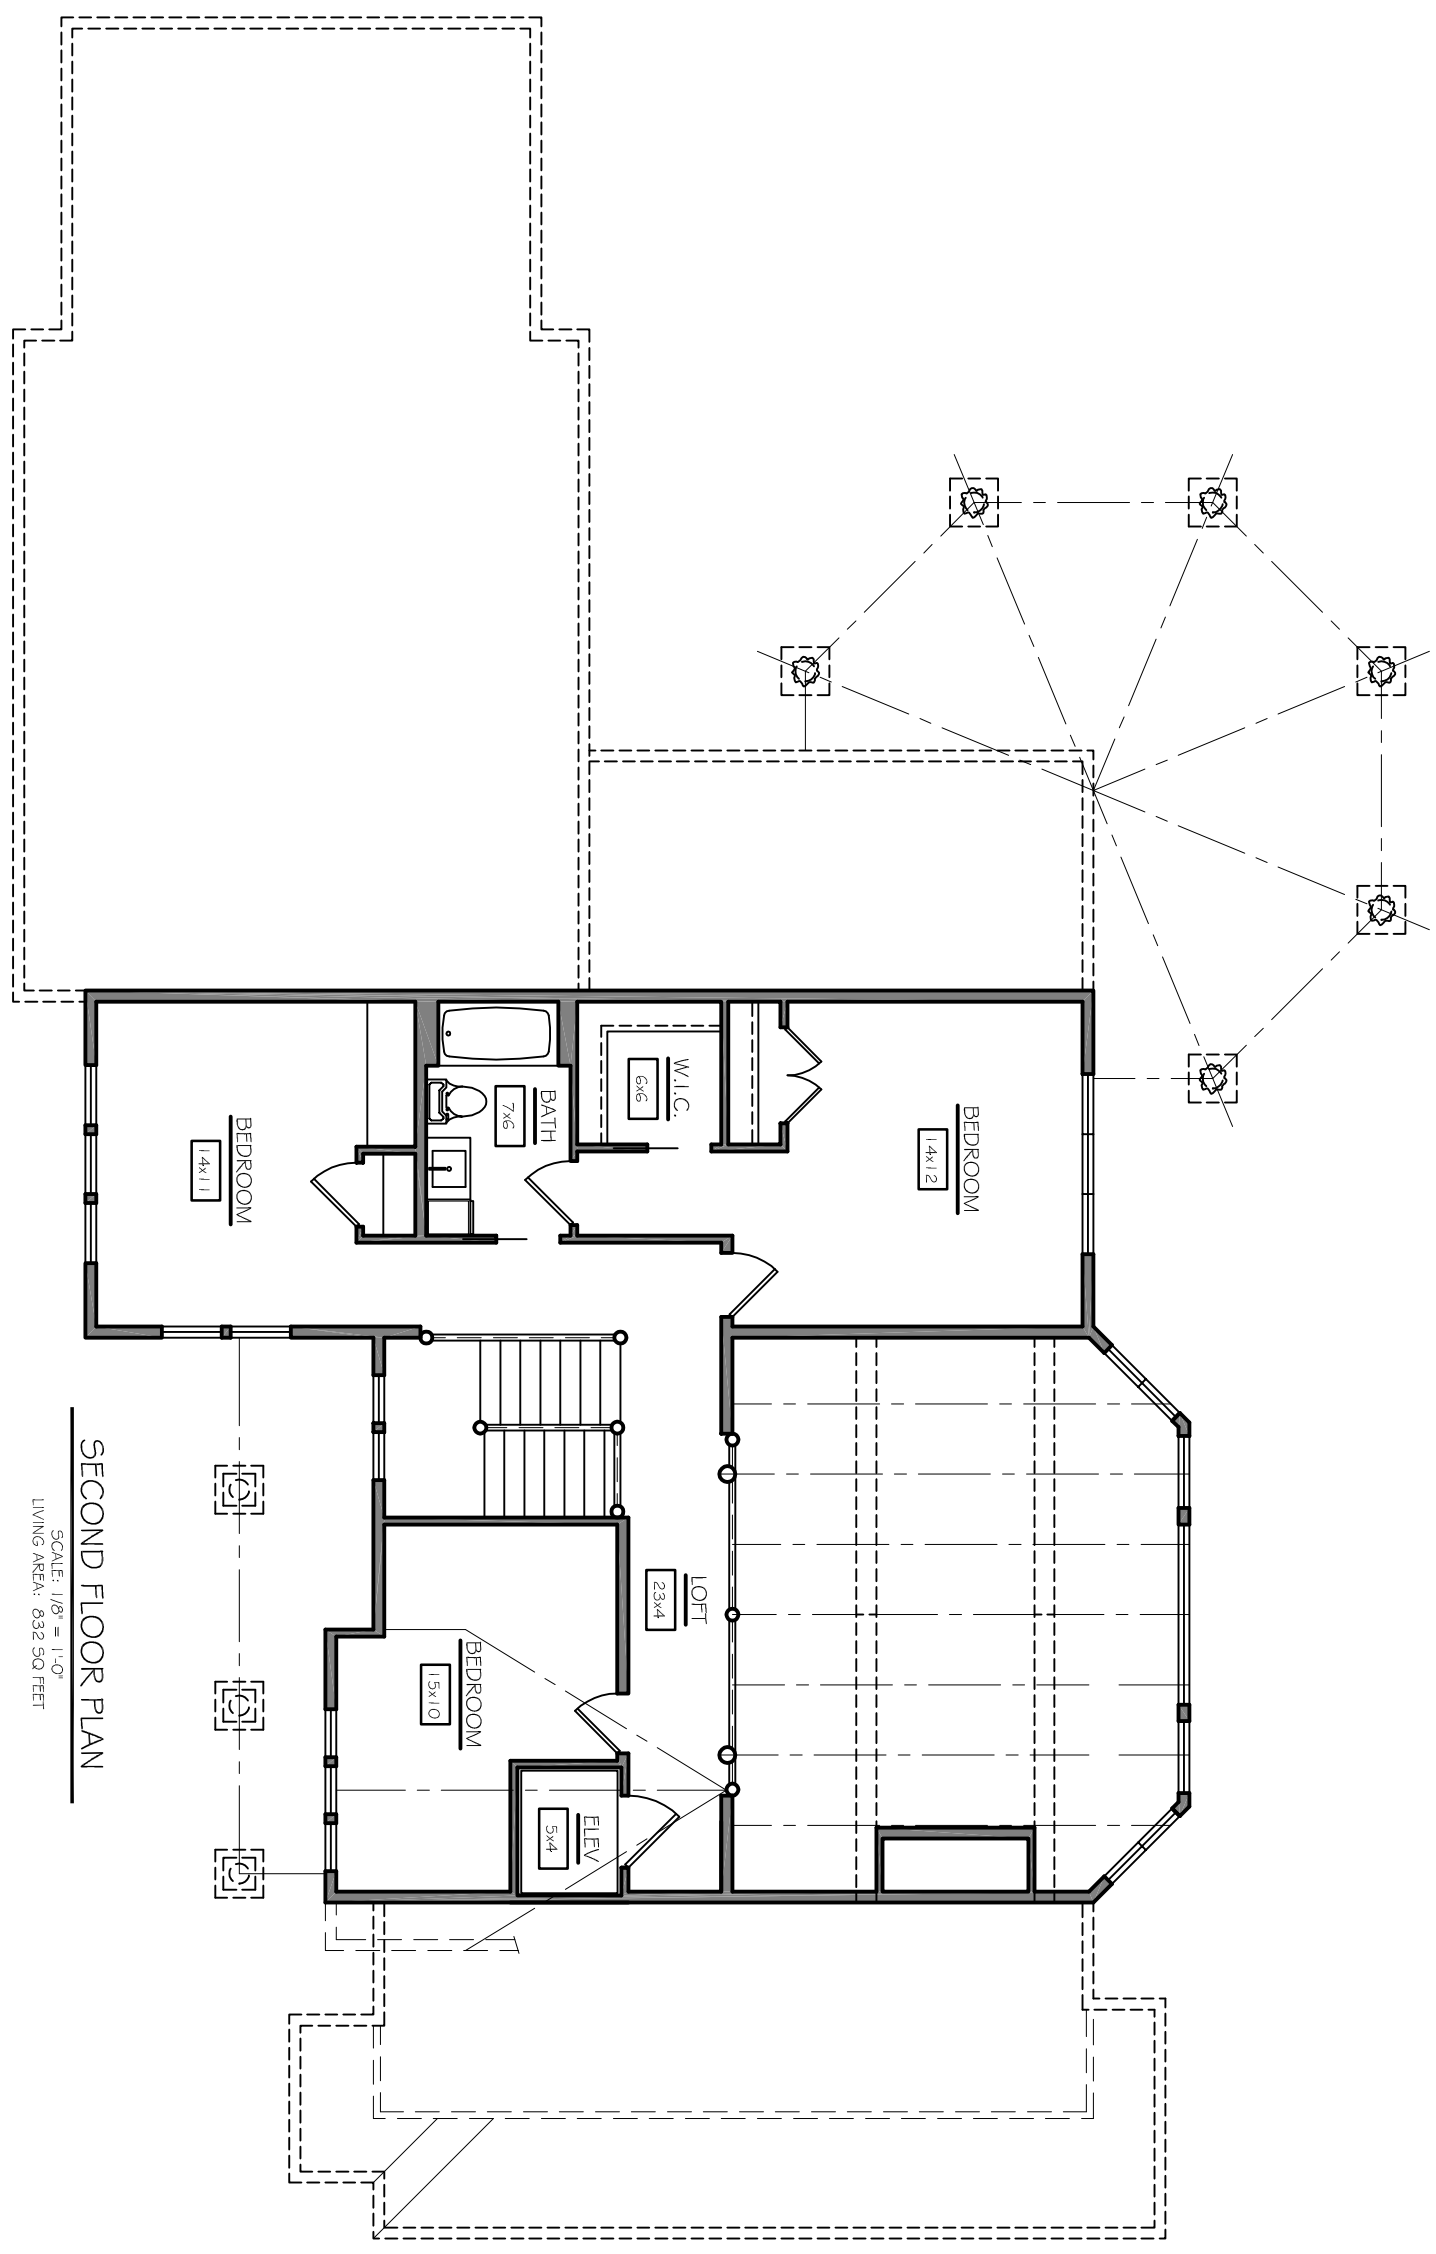 BEDROOM
14x12
W.I.C.
6x6
BATH
7x6
BEDROOM
14x11
LOFT
23x4
BEDROOM
15x10
ELEV
5x4
SECOND FLOOR PLAN
SCALE: 1/8" = 1'-0"
LIVING AREA: 832 SQ FEET